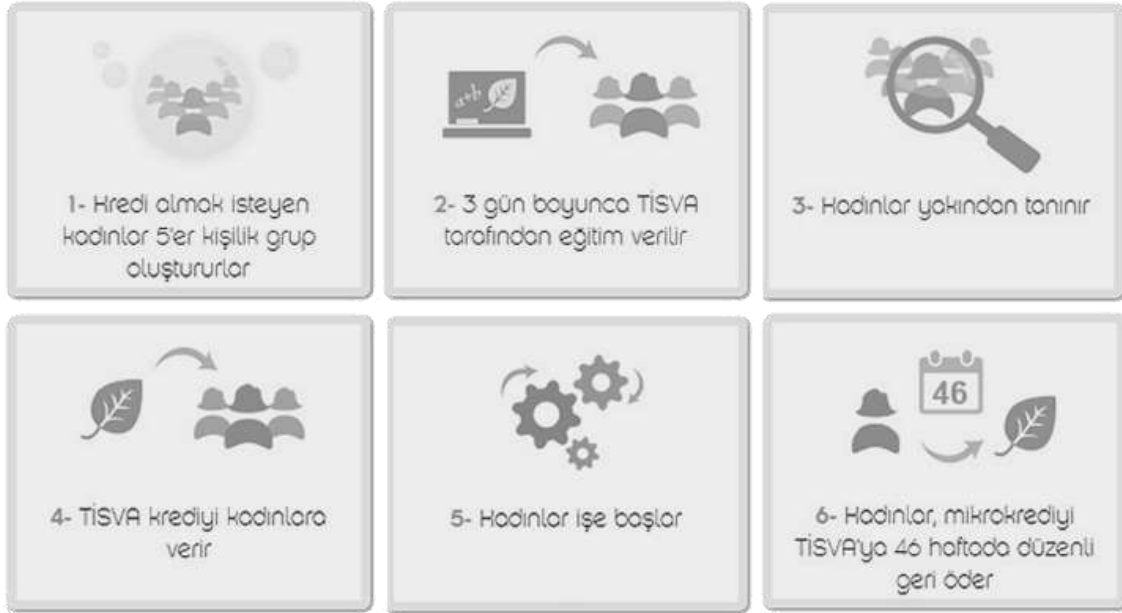 1- Kredi almak isteyen
kadınlar 5'er kişilik grup
oluştururlar
a+b
2- 3 gün boyunca TİSVA
tarafından eğitim verilir
3- Kadınlar yakından tanınır
4- TİSVA krediyi kadınlara
verir
5- Kadınlar işe başlar
46
6- Kadınlar, mikrokrediyi
TİSVA'ya 46 haftada düzenli
geri öder